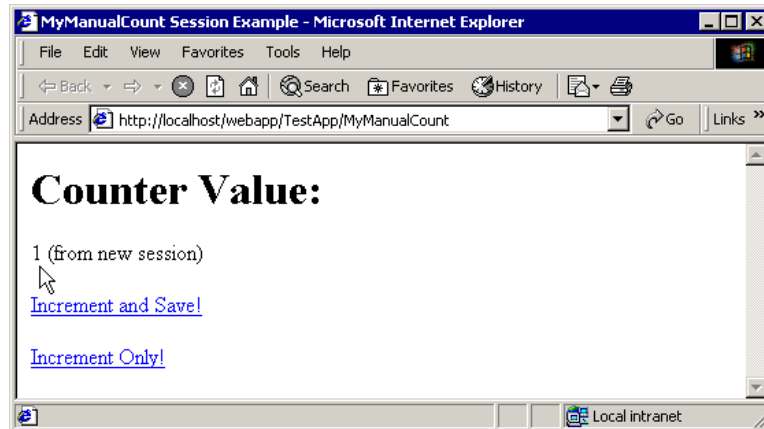 MyManualCount Session Example - Microsoft Internet Explorer
File Edit View Favorites Tools Help
Back Search Favorites History
Address http://localhost/webapp/TestApp/MyManualCount Go Links »
Counter Value:
1 (from new session)
Increment and Save!
Increment Only!
Local intranet